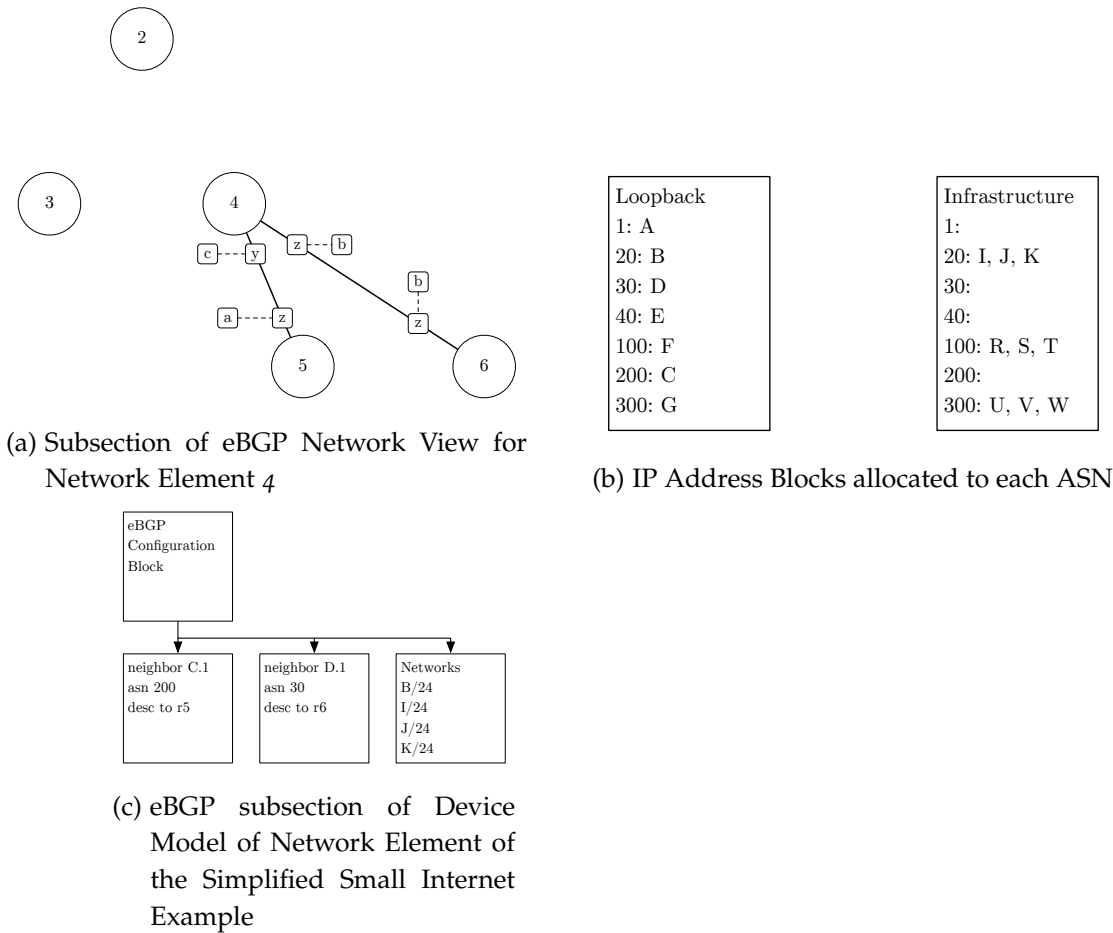 2
3
4
z
b
c
y
b
a
z
z
5
6
(a) Subsection of eBGP Network View for
Network Element 4
Loopback
1: A
20: B
30: D
40: E
100: F
200: C
300: G
Infrastructure
1:
20: I, J, K
30:
40:
100: R, S, T
200:
300: U, V, W
(b) IP Address Blocks allocated to each ASN
eBGP
Configuration
Block
neighbor C.1
asn 200
desc to r5
neighbor D.1
asn 30
desc to r6
Networks
B/24
I/24
J/24
K/24
(c) eBGP subsection of Device
Model of Network Element of
the Simplified Small Internet
Example